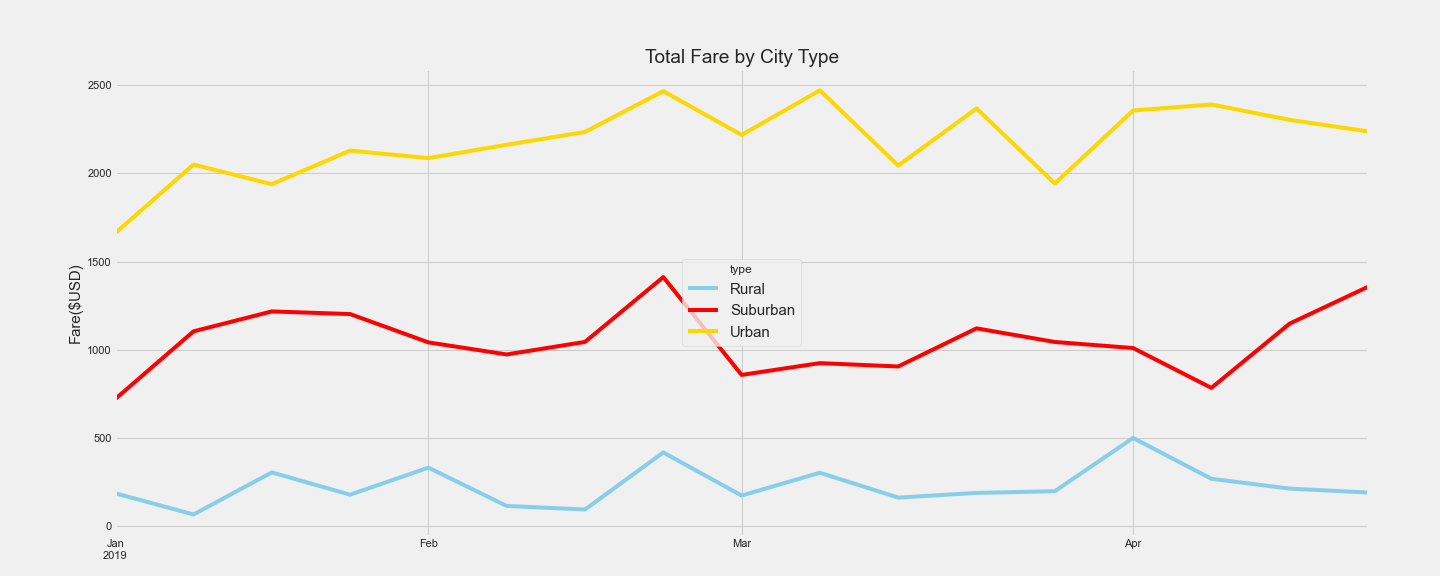 Total Fare by City Type
Fare($USD)
2500
2000
1500
1000
500
0
type
Rural
Suburban
Urban
Jan
2019
Feb
Mar
Apr